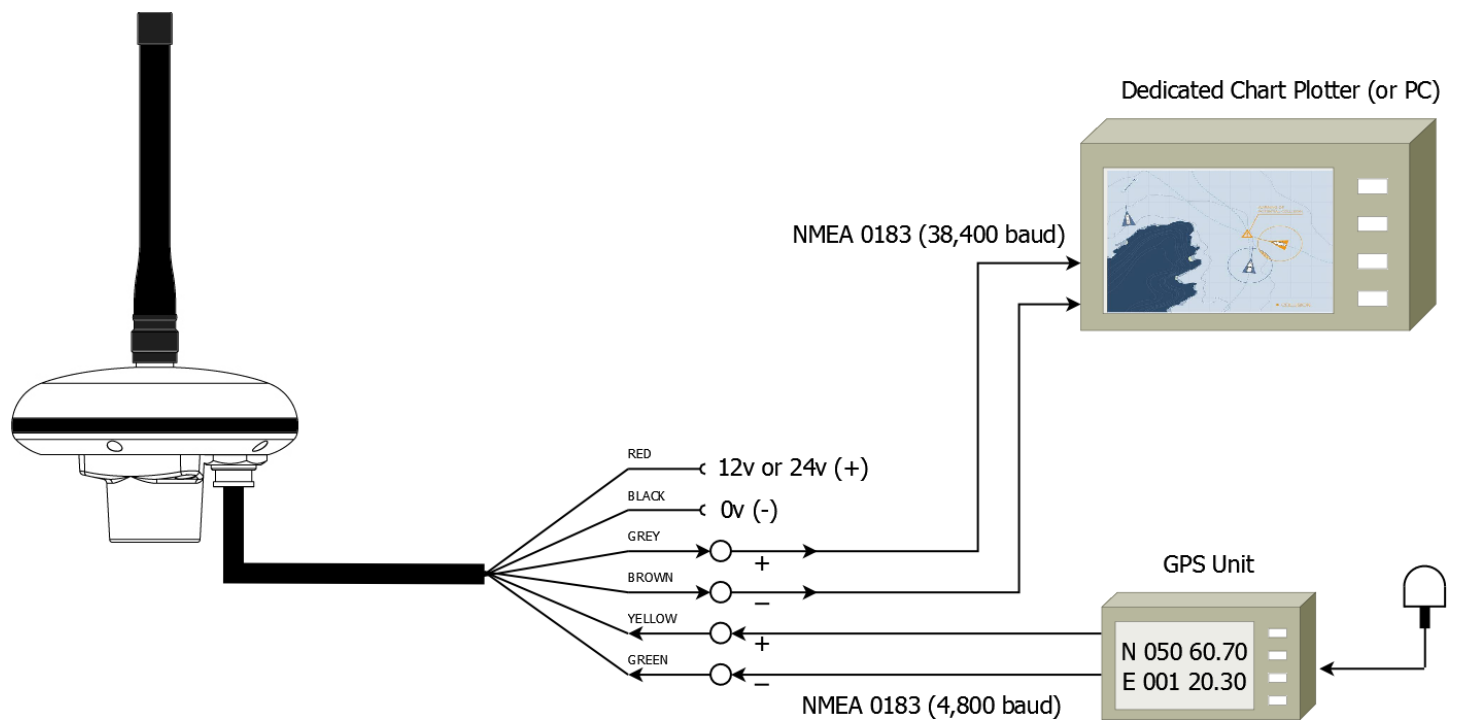 Dedicated Chart Plotter (or PC)
NMEA 0183 (38,400 baud)
RED
12v or 24v (+)
BLACK
0v (-)
GREY
+
BROWN
–
YELLOW
+
GREEN
–
GPS Unit
N 050 60.70
E 001 20.30
NMEA 0183 (4,800 baud)